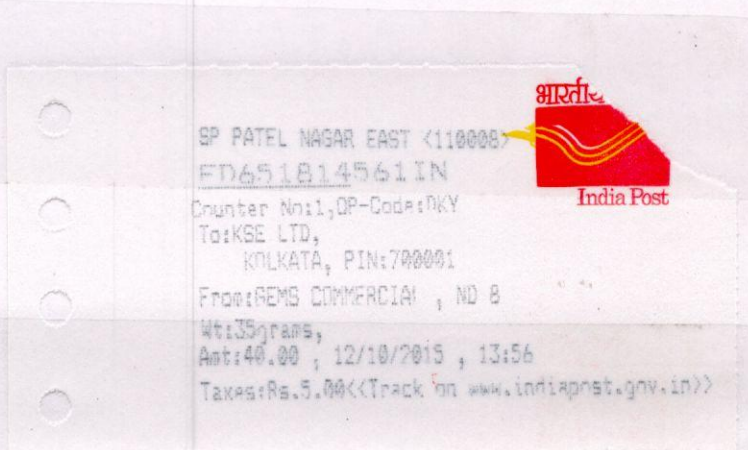 भारतीय
SP PATEL NAGAR EAST <110008>
ED651814561IN
India Post
Counter No:1,OP-Code:DKY
To:KSE LTD,
KOLKATA, PIN:700001
From:GEMS COMMERCIAL , ND 8
Wt:35grams,
Amt:40.00 , 12/10/2015 , 13:56
Taxes:Rs.5.00<<Track on www.indiapost.gov.in>>